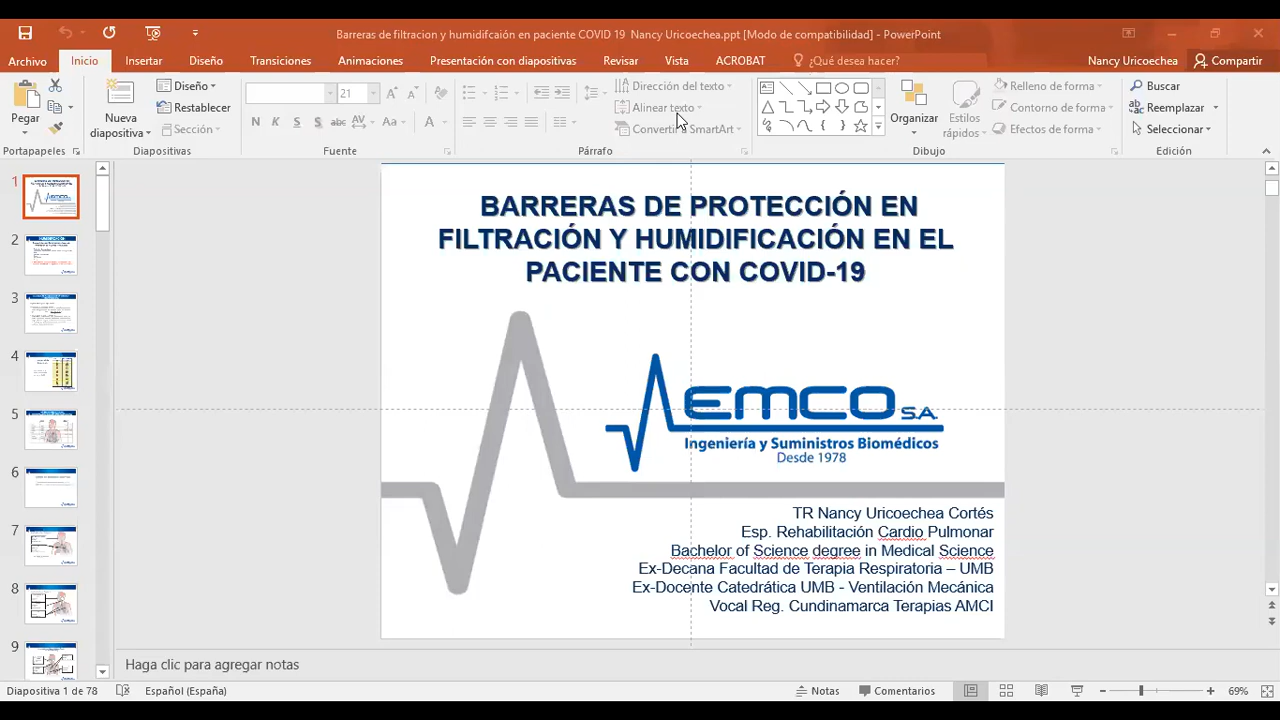 Barreras de filtracion y humidifcaión en paciente COVID 19 Nancy Uricoechea.ppt [Modo de compatibilidad] - PowerPoint
Archivo Inicio Insertar Diseño Transiciones Animaciones Presentación con diapositivas Revisar Vista ACROBAT ¿Qué desea hacer? Nancy Uricoechea Compartir
Pegar
Nueva diapositiva
Diseño
Restablecer
Sección
21
N K S S abc AV Aa A
Dirección del texto
Alinear texto
Convertir SmartArt
Organizar
Estilos rápidos
Relleno de forma
Contorno de forma
Efectos de forma
Buscar
Reemplazar
Seleccionar
Portapapeles Diapositivas Fuente Párrafo Dibujo Edición
1
2
3
4
5
6
7
8
9
BARRERAS DE PROTECCIÓN EN
FILTRACIÓN Y HUMIDIFICACIÓN EN EL
PACIENTE CON COVID-19
EMCO S.A.
Ingeniería y Suministros Biomédicos
Desde 1978
TR Nancy Uricoechea Cortés
Esp. Rehabilitación Cardio Pulmonar
Bachelor of Science degree in Medical Science
Ex-Decana Facultad de Terapia Respiratoria – UMB
Ex-Docente Catedrática UMB - Ventilación Mecánica
Vocal Reg. Cundinamarca Terapias AMCI
Haga clic para agregar notas
Diapositiva 1 de 78 Español (España) Notas Comentarios 69%